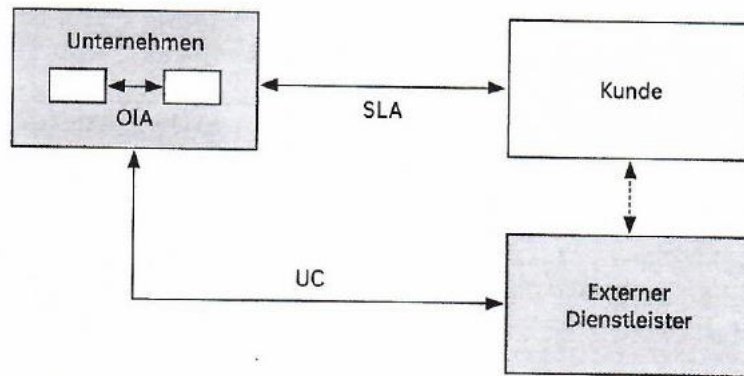 Unternehmen
OlA
SLA
Kunde
UC
Externer
Dienstleister